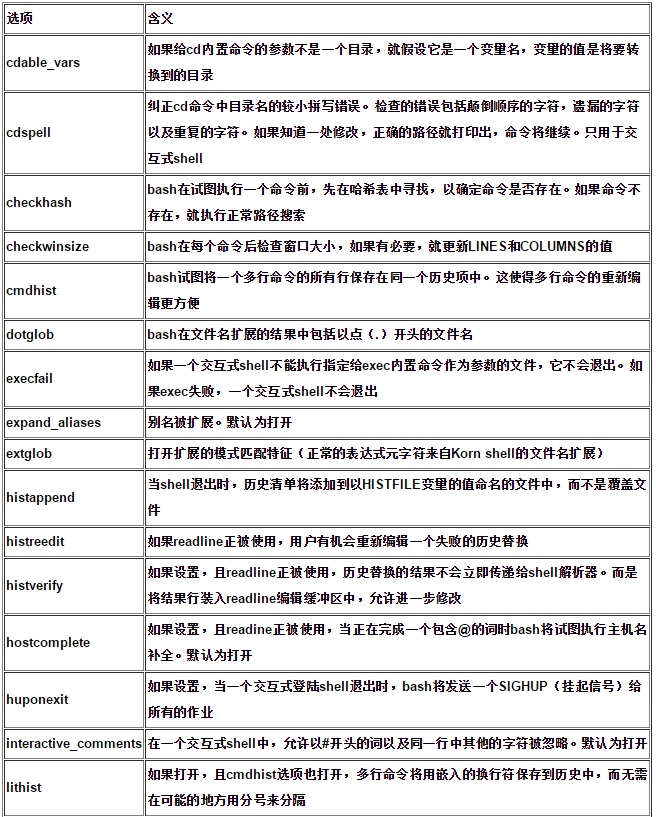 选项 含义
cdable_vars
如果给cd内置命令的参数不是一个目录，就假设它是一个变量名，变量的值是将要转
换到的目录
cdspell
纠正cd命令中目录名的较小拼写错误。检查的错误包括颠倒顺序的字符，遗漏的字符
以及重复的字符。如果知道一处修改，正确的路径就打印出，命令将继续。只用于交
互式shell
checkhash
bash在试图执行一个命令前，先在哈希表中寻找，以确定命令是否存在。如果命令不
存在，就执行正常路径搜索
checkwinsize
bash在每个命令后检查窗口大小，如果有必要，就更新LINES和COLUMNS的值
cmdhist
bash试图将一个多行命令的所有行保存在同一个历史项中。这使得多行命令的重新编
辑更方便
dotglob
bash在文件名扩展的结果中包括以点（.）开头的文件名
execfail
如果一个交互式shell不能执行指定给exec内置命令作为参数的文件，它不会退出。如
果exec失败，一个交互式shell不会退出
expand_aliases
别名被扩展。默认为打开
extglob
打开扩展的模式匹配特征（正常的表达式元字符来自Korn shell的文件名扩展）
histappend
当shell退出时，历史清单将添加到以HISTFILE变量的值命名的文件中，而不是覆盖文
件
histreedit
如果readline正被使用，用户有机会重新编辑一个失败的历史替换
histverify
如果设置，且readline正被使用，历史替换的结果不会立即传递给shell解析器。而是
将结果行装入readline编辑缓冲区中，允许进一步修改
hostcomplete
如果设置，且readine正被使用，当正在完成一个包含@的词时bash将试图执行主机名
补全。默认为打开
huponexit
如果设置，当一个交互式登陆shell退出时，bash将发送一个SIGHUP（挂起信号）给
所有的作业
interactive_comments
在一个交互式shell中，允许以#开头的词以及同一行中其他的字符被忽略。默认为打开
lithist
如果打开，且cmdhist选项也打开，多行命令将用嵌入的换行符保存到历史中，而无需
在可能的地方用分号来分隔